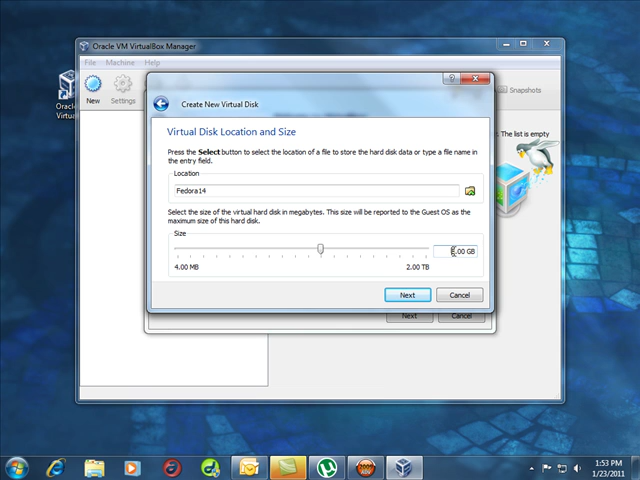 Oracle VM VirtualBox Manager
File Machine Help
New
Settings
Snapshots
Oracle
Create New Virtual Disk
Virtual Disk Location and Size
The list is empty
Press the Select button to select the location of a file to store the hard disk data or type a file name in
the entry field.
Location
Fedora14
Select the size of the virtual hard disk in megabytes. This size will be reported to the Guest OS as the
maximum size of this hard disk.
Size
.00 GB
4.00 MB
2.00 TB
Next
Cancel
Next
Cancel
1:53 PM
1/23/2011